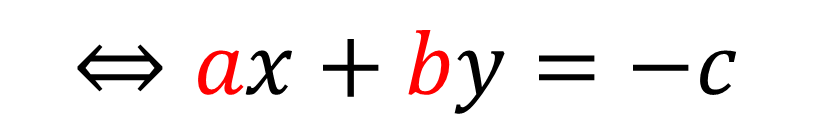 ⇔ ax + by = −c